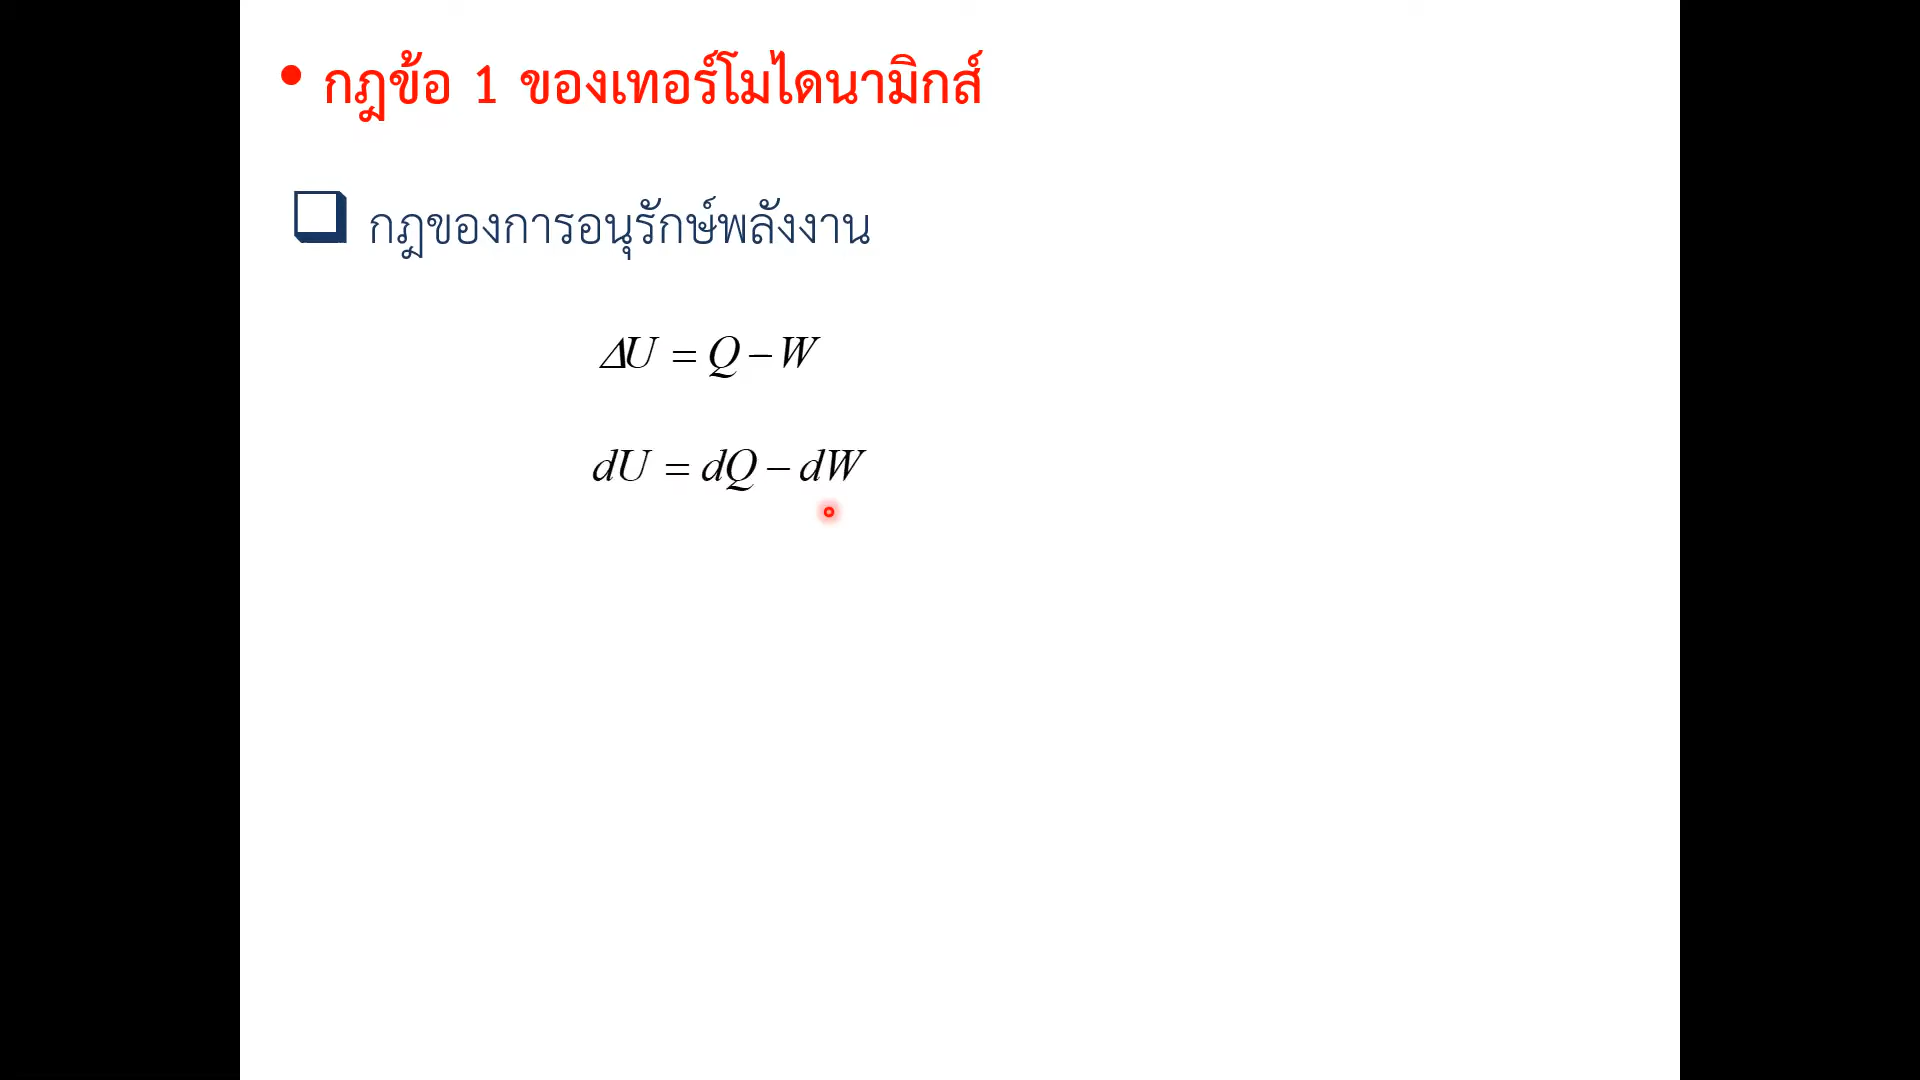 • กฎข้อ 1 ของเทอร์โมไดนามิกส์
❑ กฎของการอนุรักษ์พลังงาน
ΔU = Q − W
dU = dQ − dW